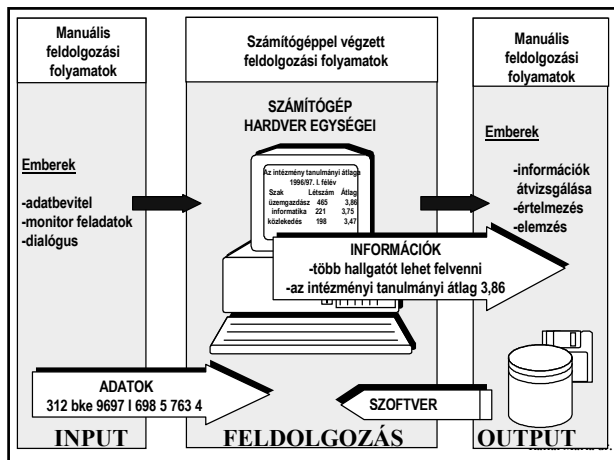 Manuális
feldolgozási
folyamatok
Számítógéppel végzett
feldolgozási folyamatok
Manuális
feldolgozási
folyamatok
SZÁMÍTÓGÉP
HARDVER EGYSÉGEI
Emberek
-adatbevitel
-monitor feladatok
-dialógus
Az intézmény tanulmányi átlaga
1996/97. I. félév
Szak Létszám Átlag
üzemgazdász 465 3,86
informatika 221 3,75
közlekedés 198 3,47
Emberek
-információk
átvizsgálása
-értelmezés
-elemzés
INFORMÁCIÓK
-több hallgatót lehet felvenni
-az intézményi tanulmányi átlag 3,86
ADATOK
312 bke 9697 I 698 5 763 4
SZOFTVER
INPUT
FELDOLGOZÁS
OUTPUT